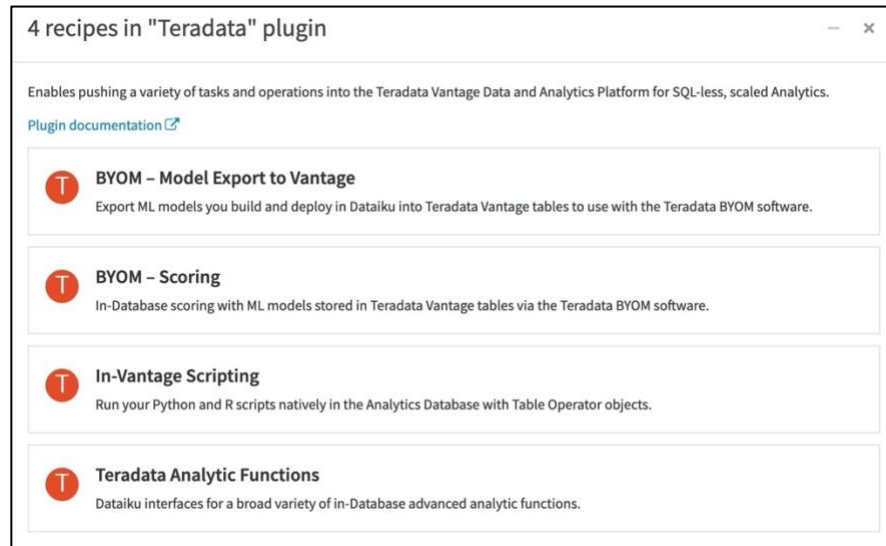 4 recipes in "Teradata" plugin
Enables pushing a variety of tasks and operations into the Teradata Vantage Data and Analytics Platform for SQL-less, scaled Analytics.
Plugin documentation
T
BYOM – Model Export to Vantage
Export ML models you build and deploy in Dataiku into Teradata Vantage tables to use with the Teradata BYOM software.
T
BYOM – Scoring
In-Database scoring with ML models stored in Teradata Vantage tables via the Teradata BYOM software.
T
In-Vantage Scripting
Run your Python and R scripts natively in the Analytics Database with Table Operator objects.
T
Teradata Analytic Functions
Dataiku interfaces for a broad variety of in-Database advanced analytic functions.